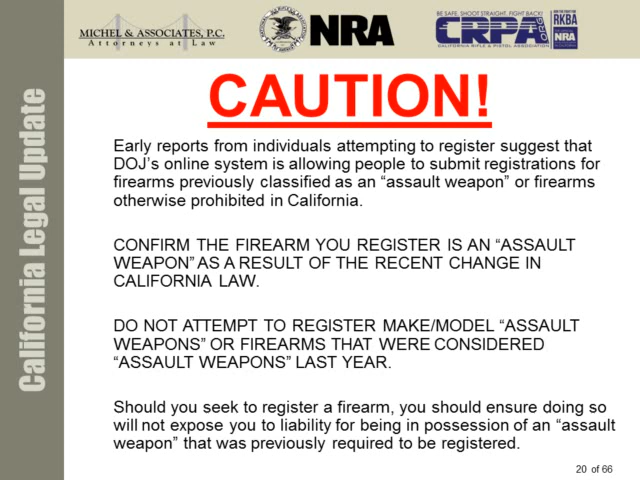 MICHEL & ASSOCIATES, P.C.
Attorneys at Law
NRA
BE SAFE. SHOOT STRAIGHT. FIGHT BACK!
CRPA.ORG
CALIFORNIA RIFLE & PISTOL ASSOCIATION
RKBA
NRA
California Legal Update
CAUTION!
Early reports from individuals attempting to register suggest that
DOJ’s online system is allowing people to submit registrations for
firearms previously classified as an “assault weapon” or firearms
otherwise prohibited in California.
CONFIRM THE FIREARM YOU REGISTER IS AN “ASSAULT
WEAPON” AS A RESULT OF THE RECENT CHANGE IN
CALIFORNIA LAW.
DO NOT ATTEMPT TO REGISTER MAKE/MODEL “ASSAULT
WEAPONS” OR FIREARMS THAT WERE CONSIDERED
“ASSAULT WEAPONS” LAST YEAR.
Should you seek to register a firearm, you should ensure doing so
will not expose you to liability for being in possession of an “assault
weapon” that was previously required to be registered.
20 of 66